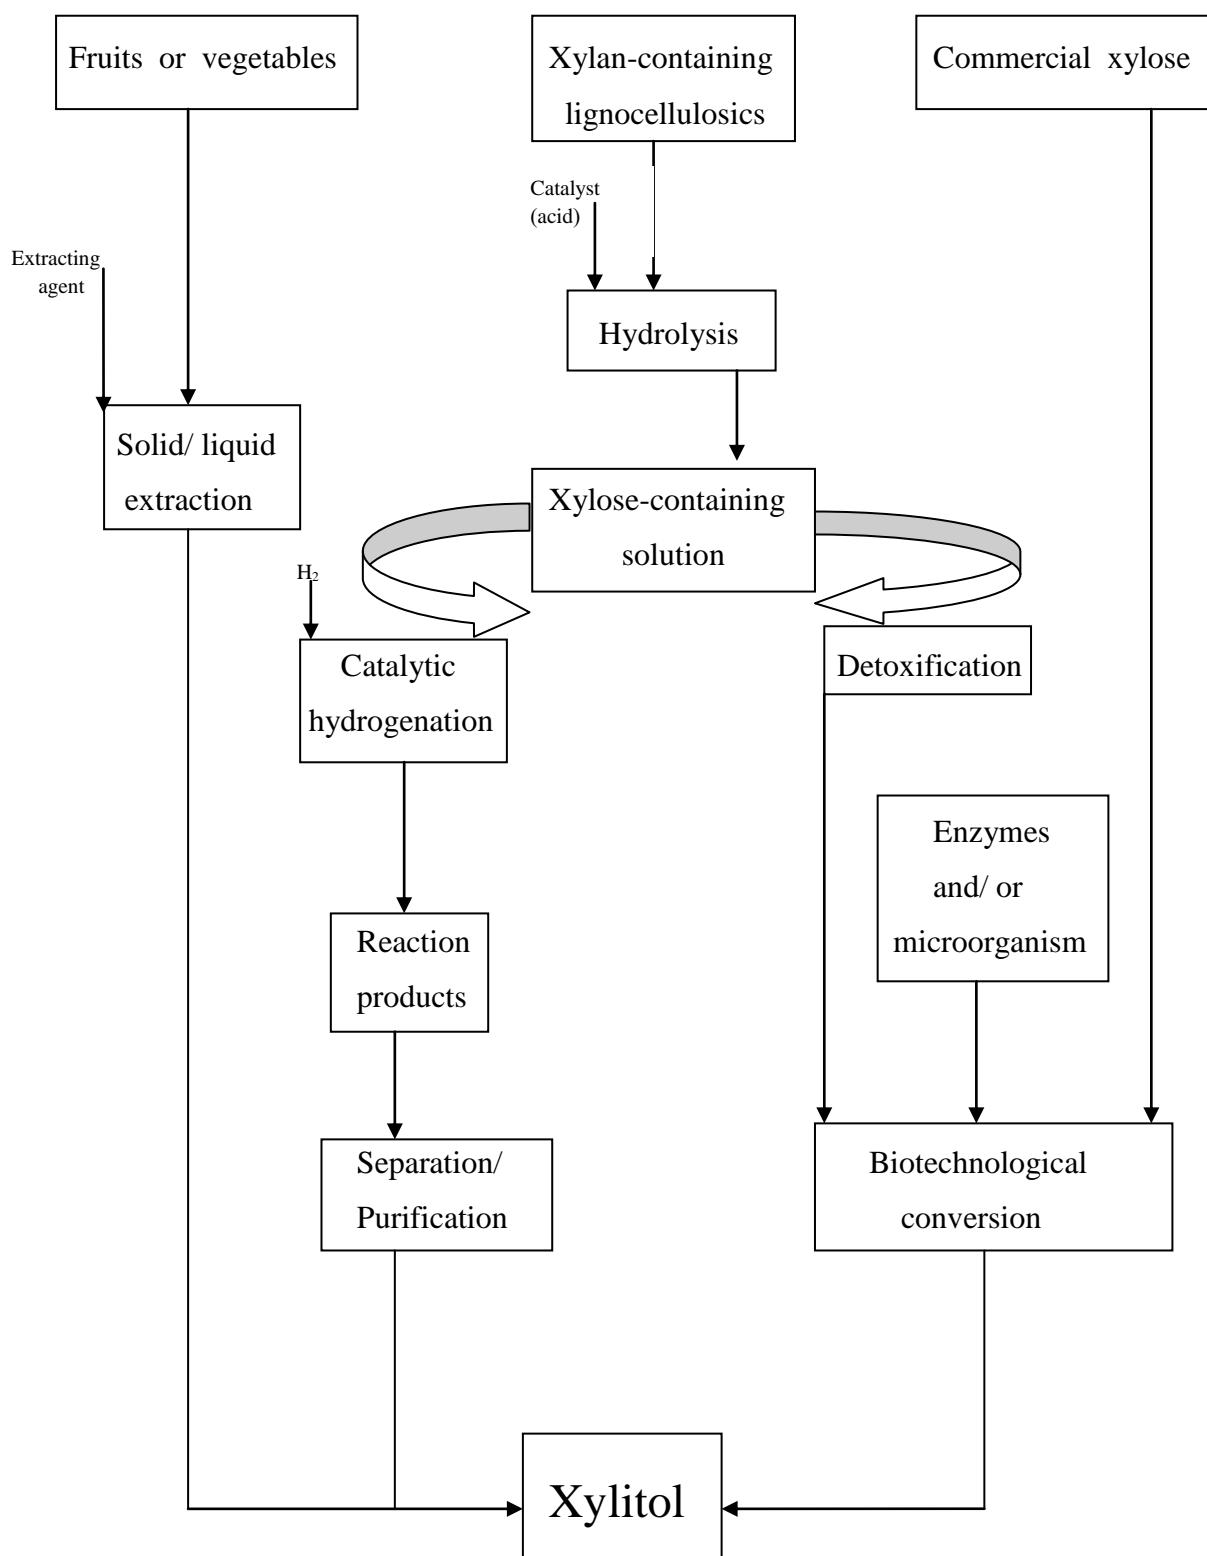 Fruits or vegetables
Xylan-containing
lignocellulosics
Commercial xylose
Catalyst
(acid)
Extracting
agent
Hydrolysis
Solid/ liquid
extraction
Xylose-containing
solution
H₂
Catalytic
hydrogenation
Detoxification
Enzymes
and/ or
microorganism
Reaction
products
Separation/
Purification
Biotechnological
conversion
Xylitol